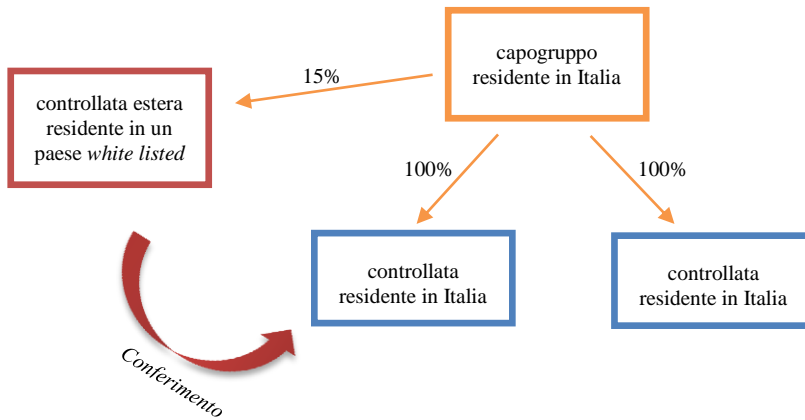 capogruppo
residente in Italia
15%
controllata estera
residente in un
paese white listed
100%
100%
controllata
residente in Italia
controllata
residente in Italia
Conferimento